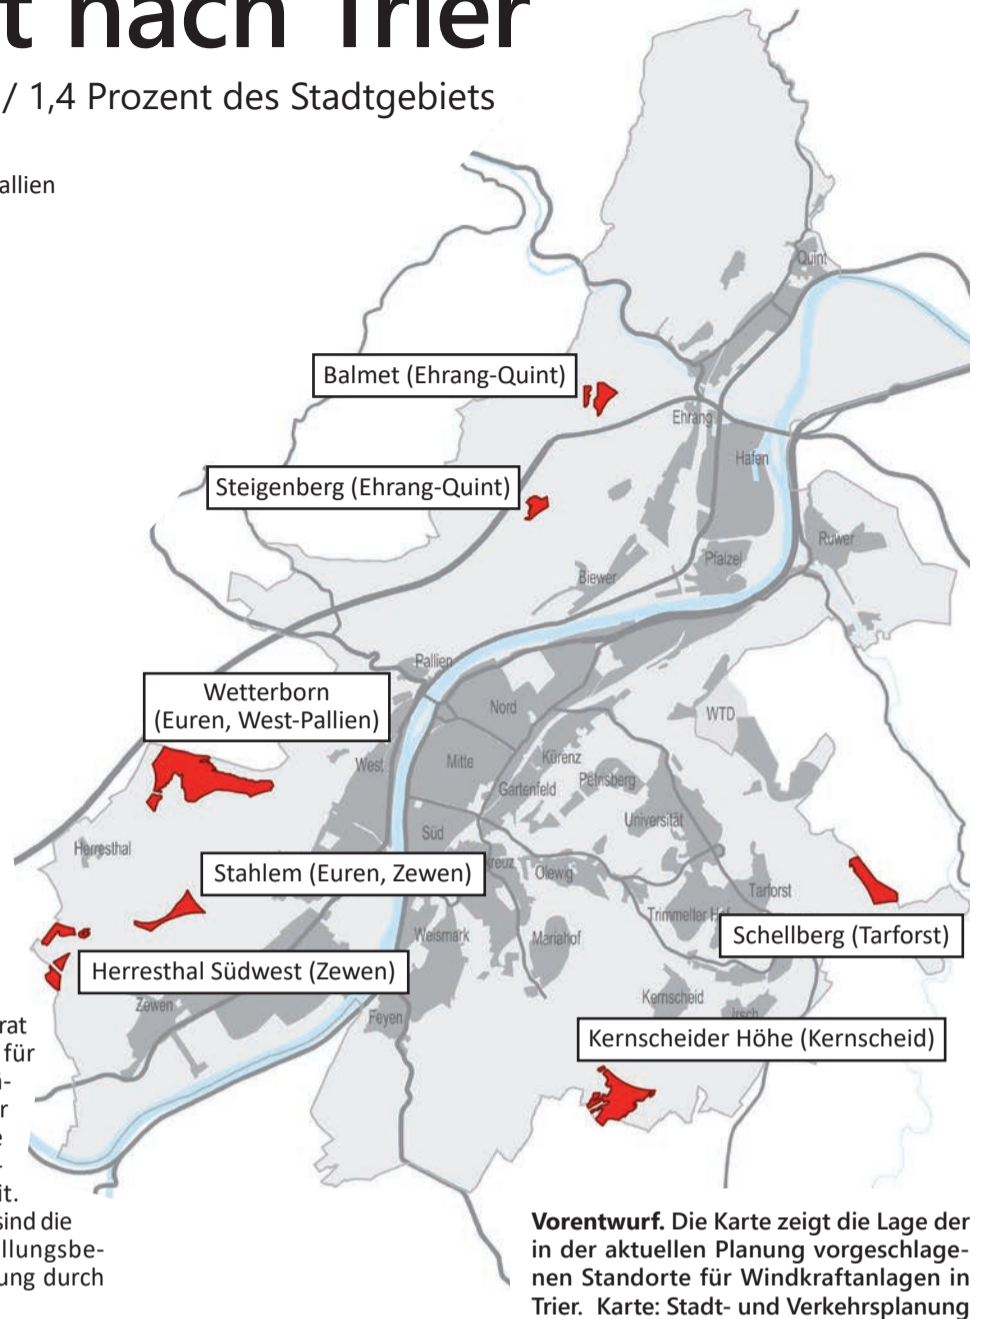 t nach Trier
/ 1,4 Prozent des Stadtgebiets
allien
Quint
Balmet (Ehrang-Quint)
Ehrang
Hafen
Steigenberg (Ehrang-Quint)
Ruwer
Pfalzel
Biewer
Pallien
Wetterborn
(Euren, West-Pallien)
Nord
WTD
West
Mitte
Kürenz
Petrisberg
Gartenfeld
Universität
Süd
Herresthal
Stahlem (Euren, Zewen)
kreuz
Olewig
Tarforst
Trimmelter H
Schellberg (Tarforst)
Weismark
Mariahof
Herresthal Südwest (Zewen)
Zewen
Kernscheid
Irsch
Feyen
Kernscheider Höhe (Kernscheid)
rat
für
i-
r
e
-
it.
sind die
llungsbe-
ung durch
Vorentwurf. Die Karte zeigt die Lage der
in der aktuellen Planung vorgeschlage-
nen Standorte für Windkraftanlagen in
Trier. Karte: Stadt- und Verkehrsplanung